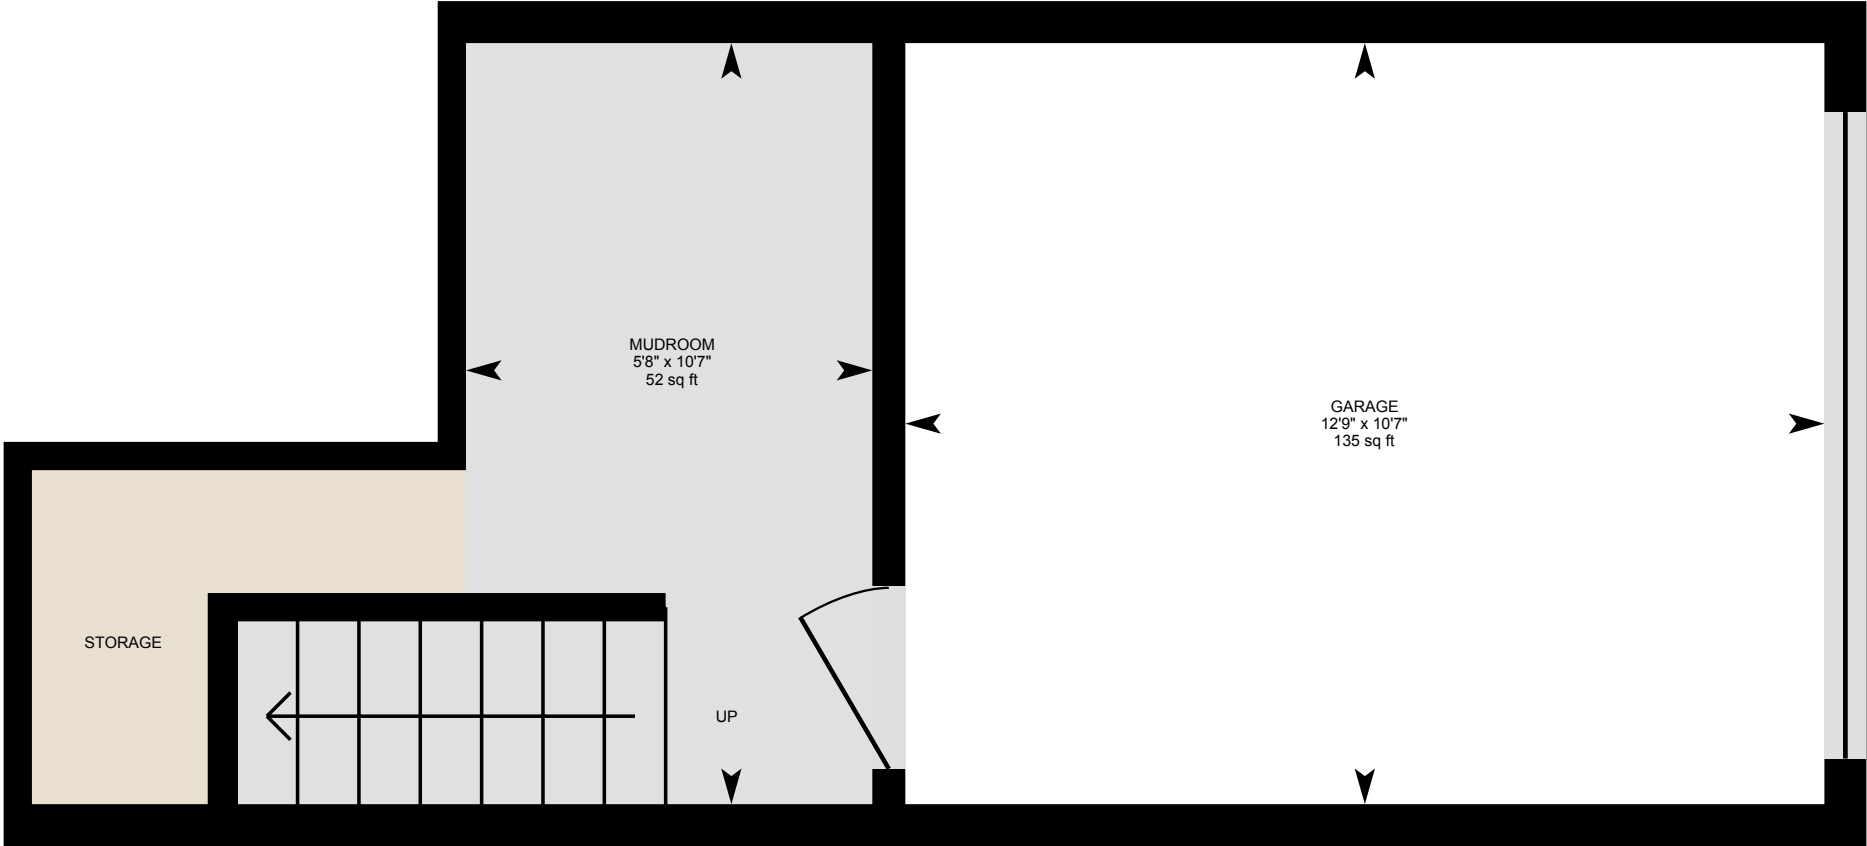 MUDROOM
5'8" x 10'7"
52 sq ft
GARAGE
12'9" x 10'7"
135 sq ft
STORAGE
UP